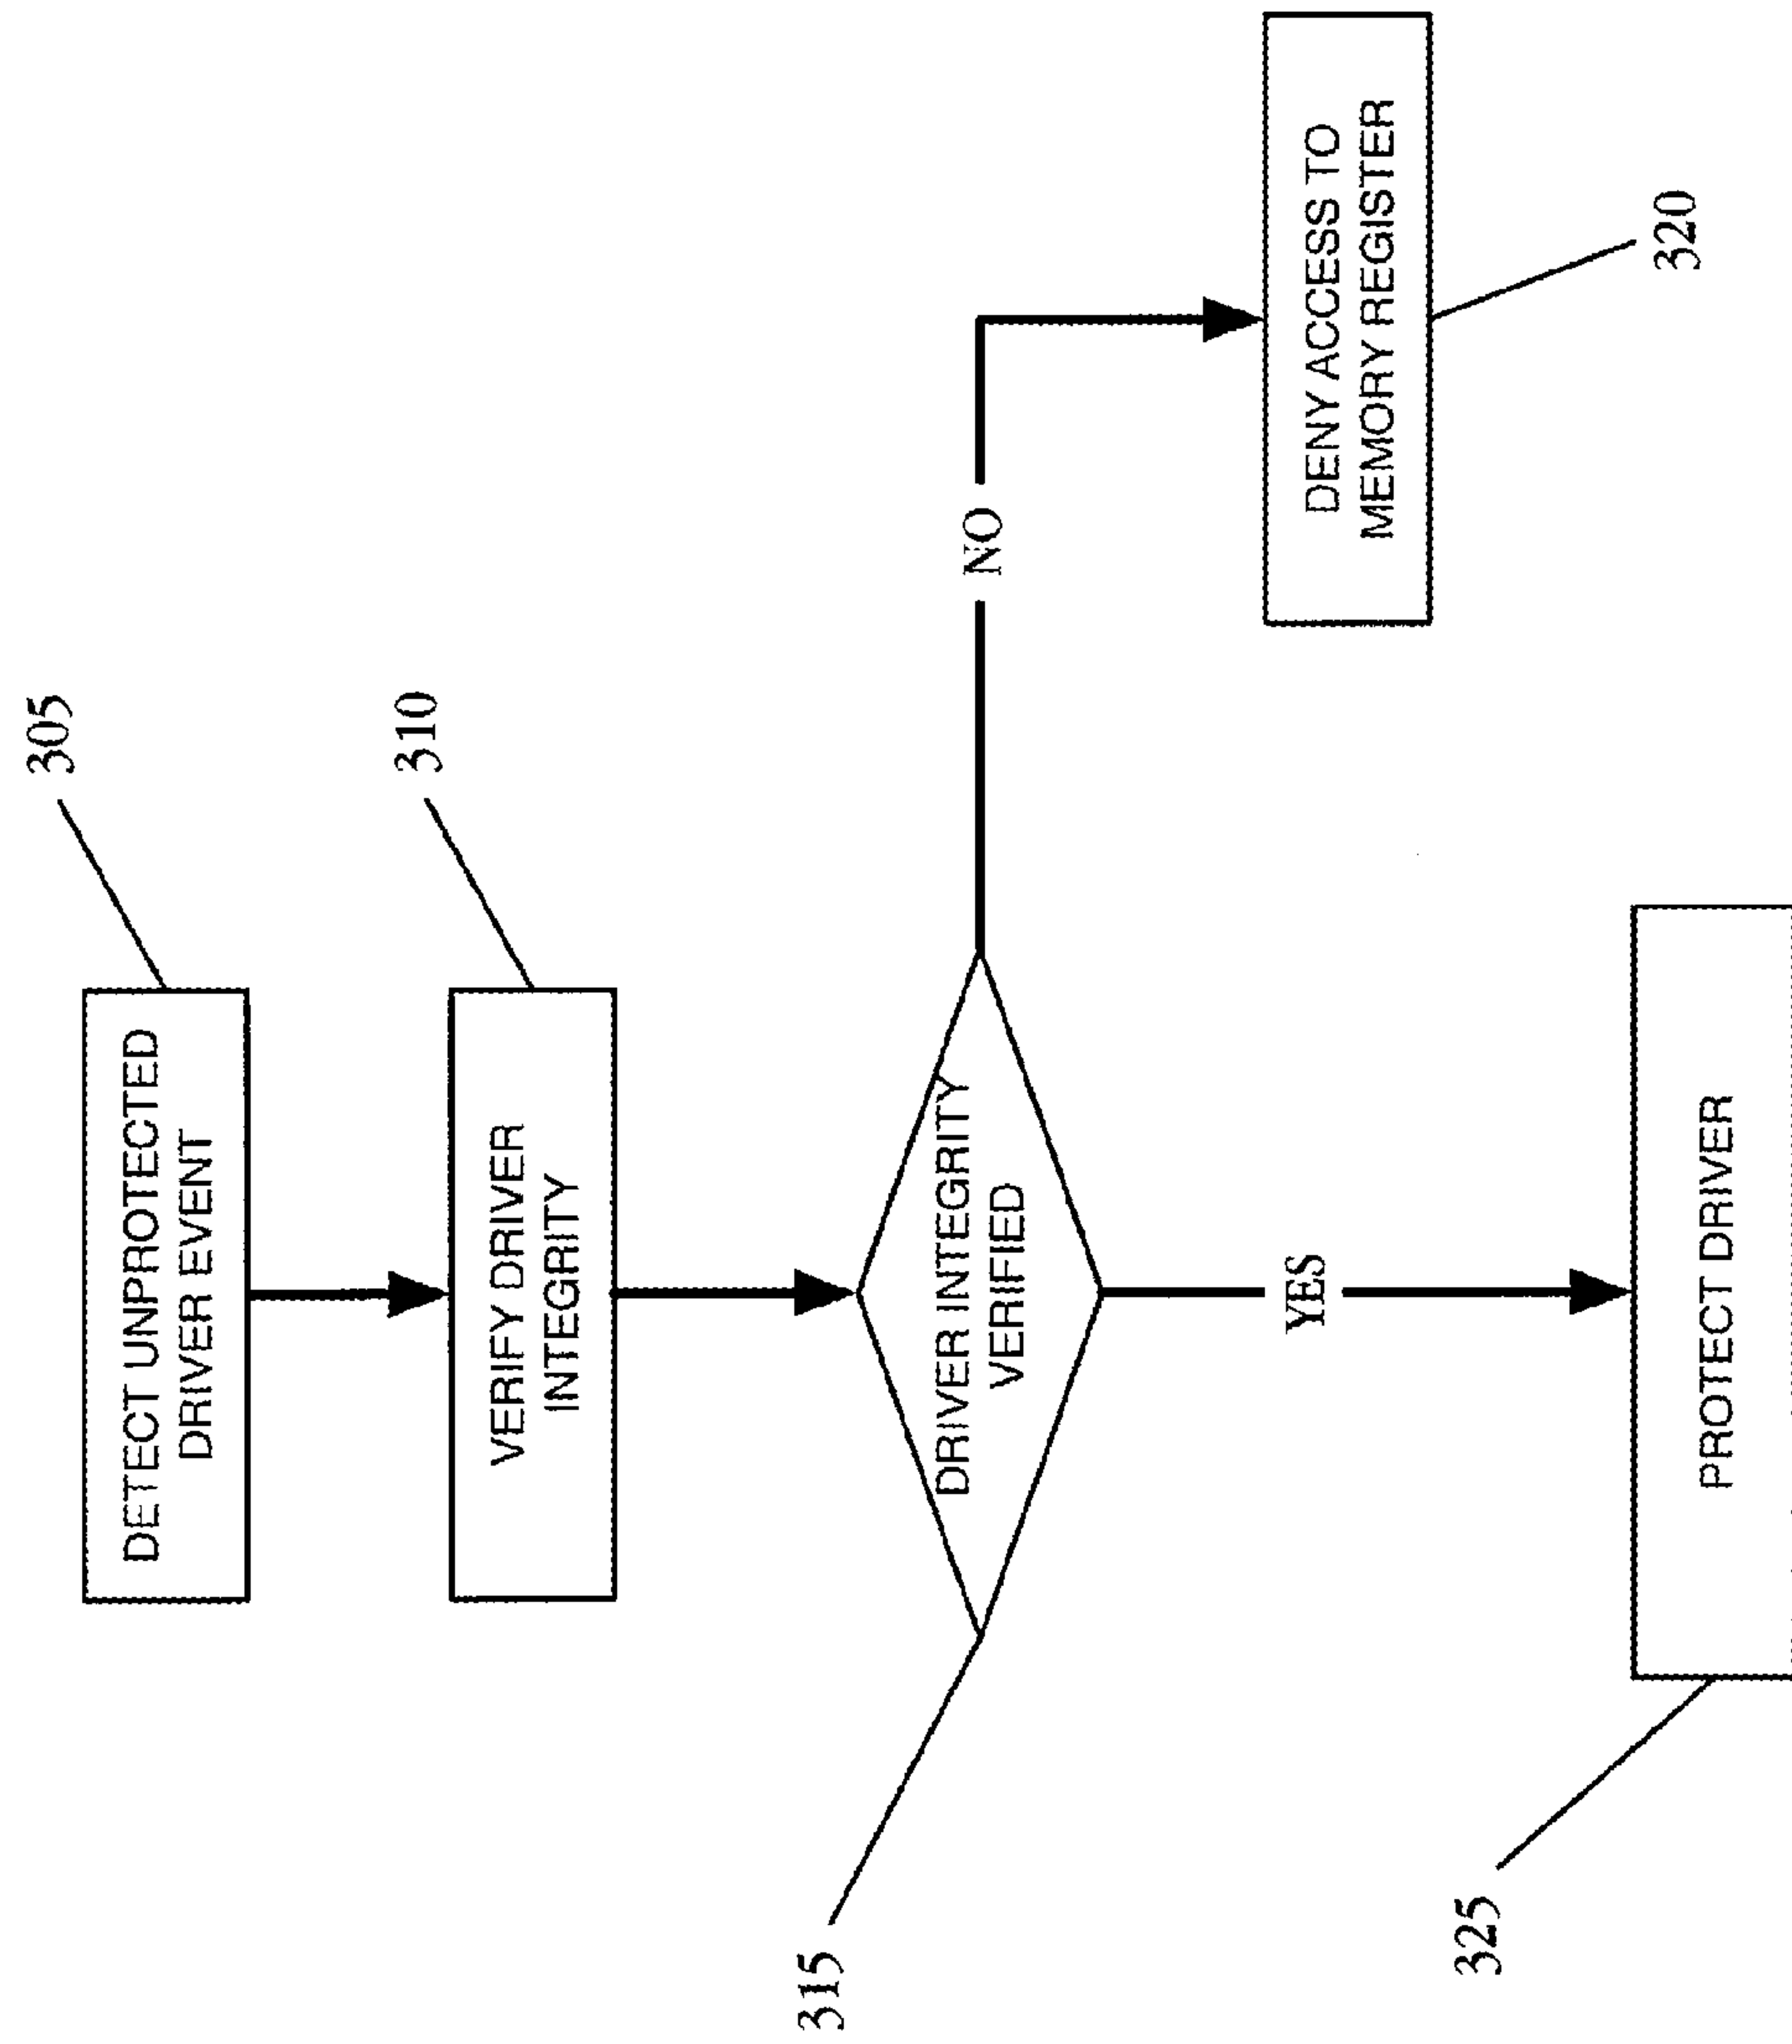 305
DETECT UNPROTECTED
DRIVER EVENT
310
VERIFY DRIVER
INTEGRITY
315
DRIVER INTEGRITY
VERIFIED
NO
DENY ACCESS TO
MEMORY REGISTER
320
YES
325
PROTECT DRIVER